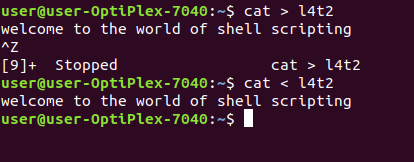 user@user-OptiPlex-7040:~$ cat > l4t2
welcome to the world of shell scripting
^Z
[9]+  Stopped                 cat > l4t2
user@user-OptiPlex-7040:~$ cat < l4t2
welcome to the world of shell scripting
user@user-OptiPlex-7040:~$